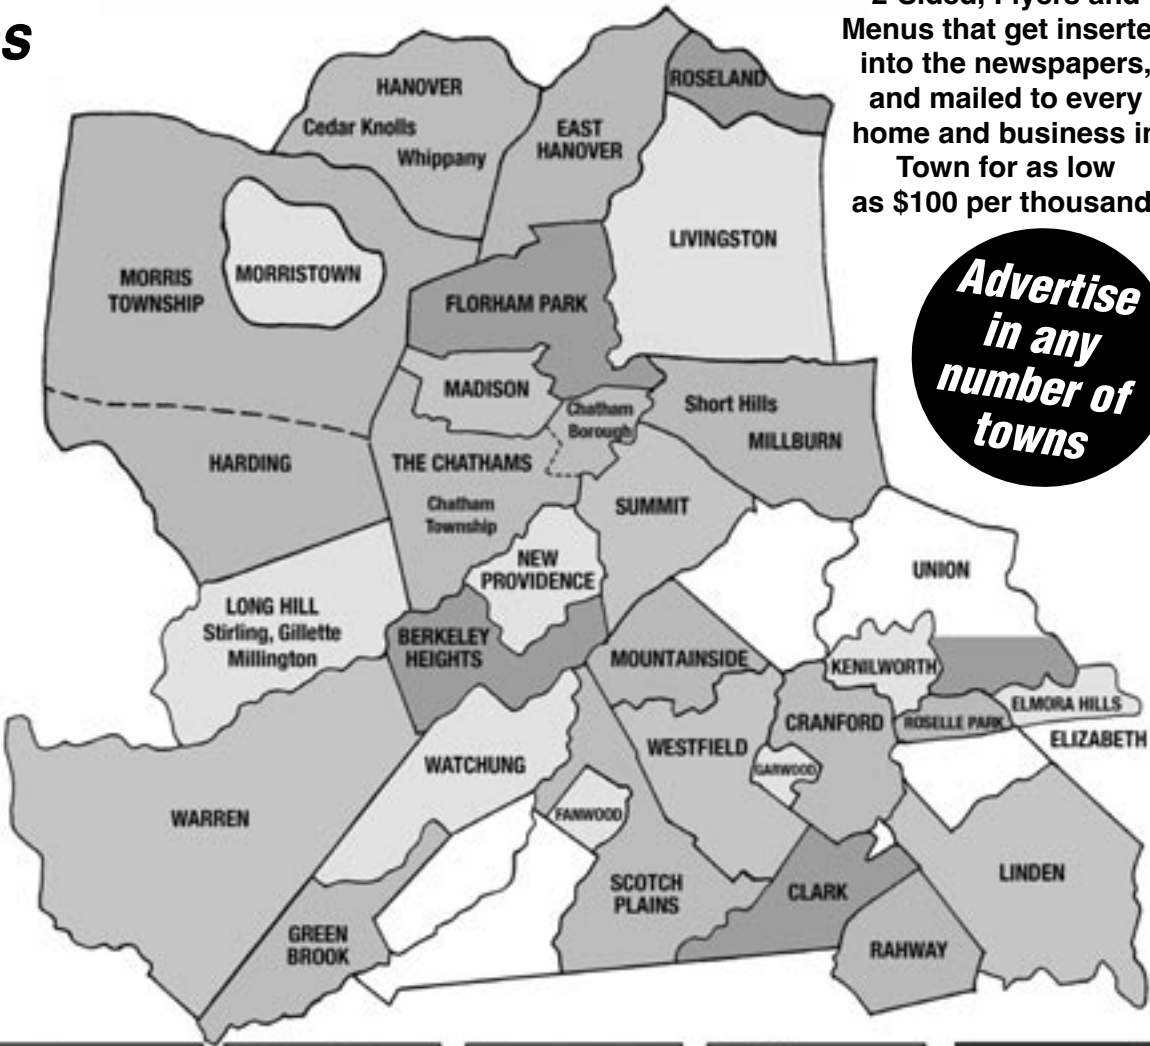 s
2-Sided, Flyers and
Menus that get inserte
into the newspapers,
and mailed to every
home and business in
Town for as low
as $100 per thousand
Advertise
in any
number of
towns
HANOVER
Cedar Knolls
Whippany
EAST
HANOVER
ROSELAND
LIVINGSTON
MORRIS
TOWNSHIP
MORRISTOWN
FLORHAM PARK
MADISON
Chatham
Borough
Short Hills
MILLBURN
HARDING
THE CHATHAMS
Chatham
Township
SUMMIT
NEW
PROVIDENCE
UNION
LONG HILL
Stirling, Gillette
Millington
BERKELEY
HEIGHTS
MOUNTAINSIDE
KENILWORTH
ELMORA HILLS
ELIZABETH
ROSELLE PARK
CRANFORD
WESTFIELD
GARWOOD
WATCHUNG
FANWOOD
WARREN
SCOTCH
PLAINS
CLARK
LINDEN
GREEN
BROOK
RAHWAY